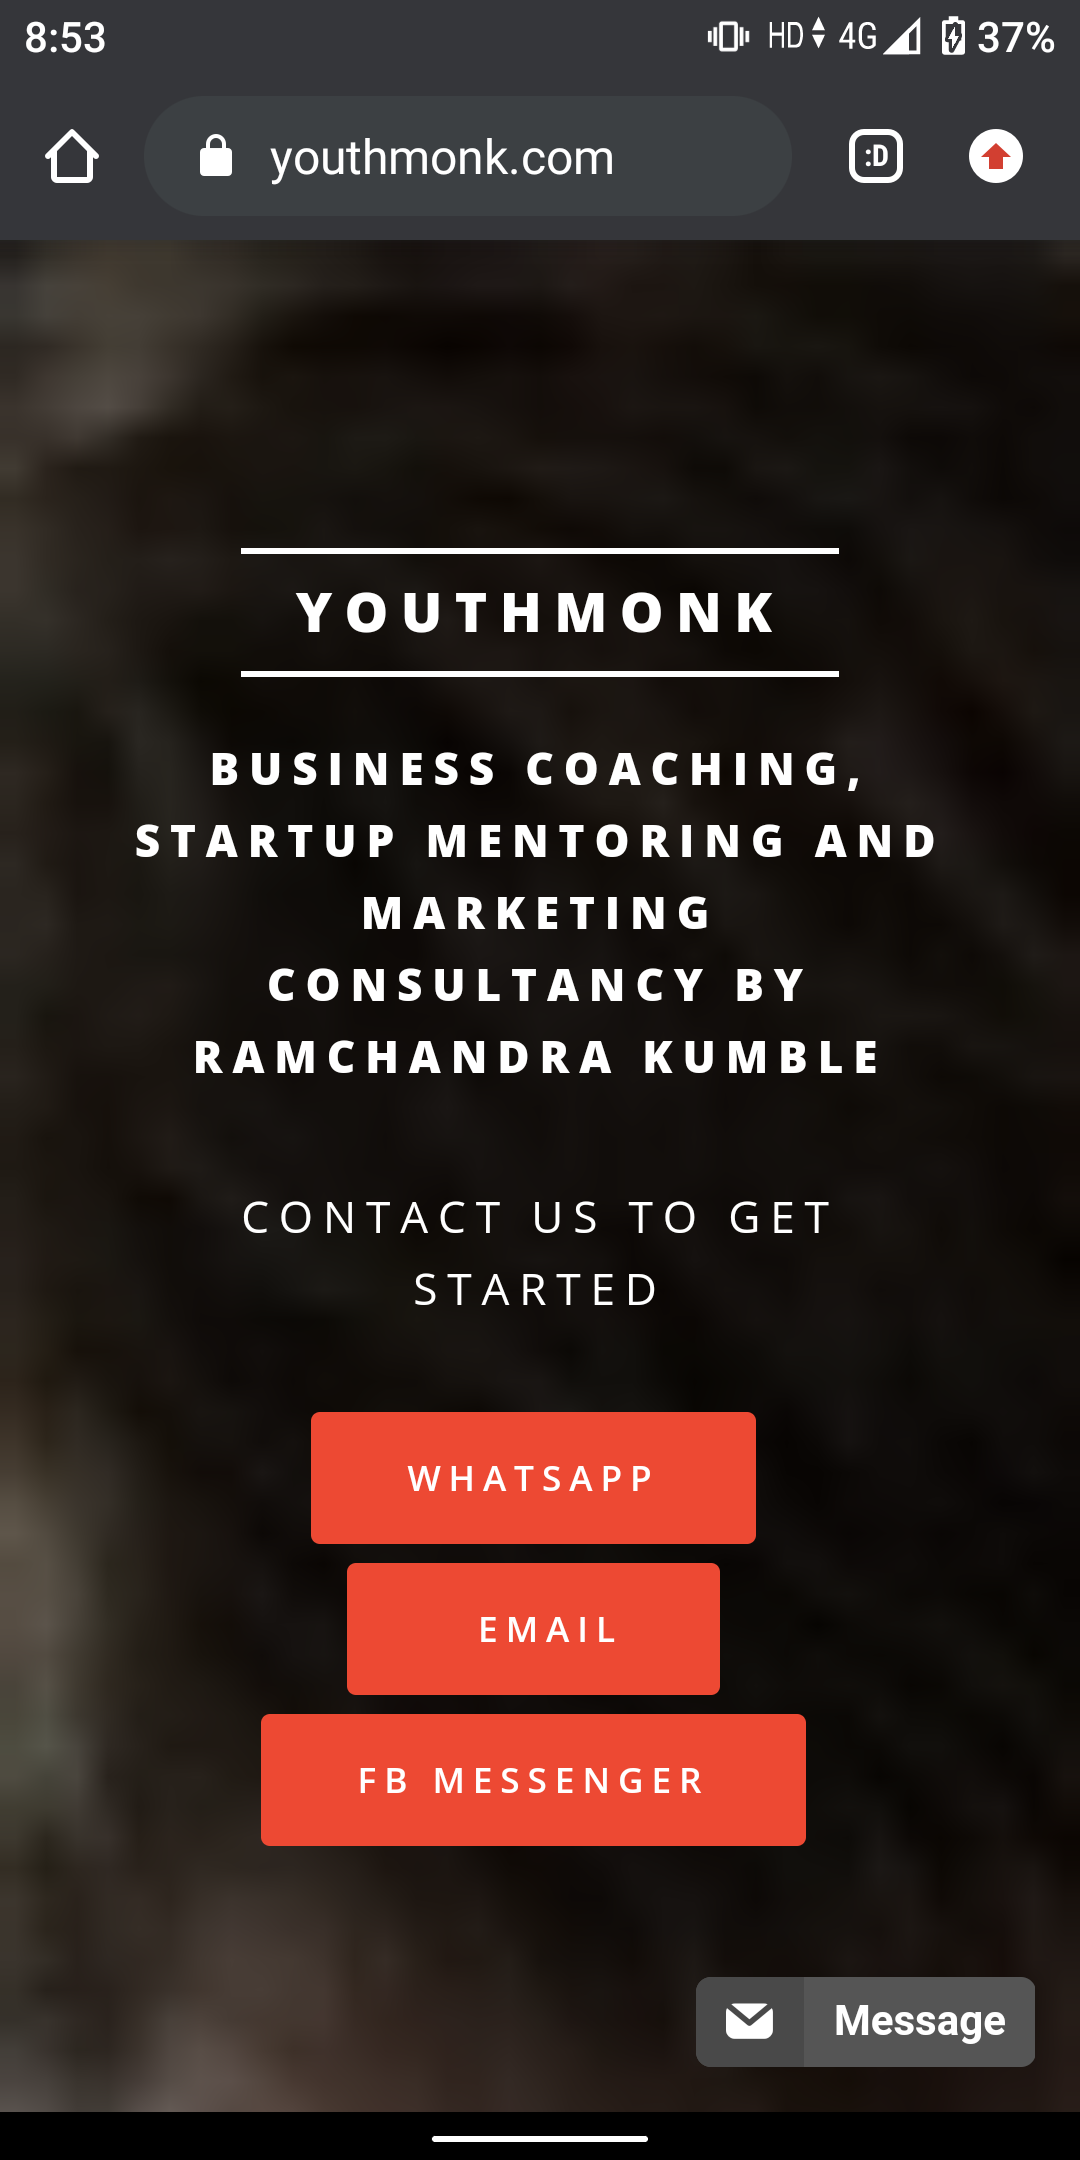 8:53 HD 4G 37%
youthmonk.com :D
YOUTHMONK
BUSINESS COACHING,
STARTUP MENTORING AND
MARKETING
CONSULTANCY BY
RAMCHANDRA KUMBLE
CONTACT US TO GET
STARTED
WHATSAPP
EMAIL
FB MESSENGER
Message